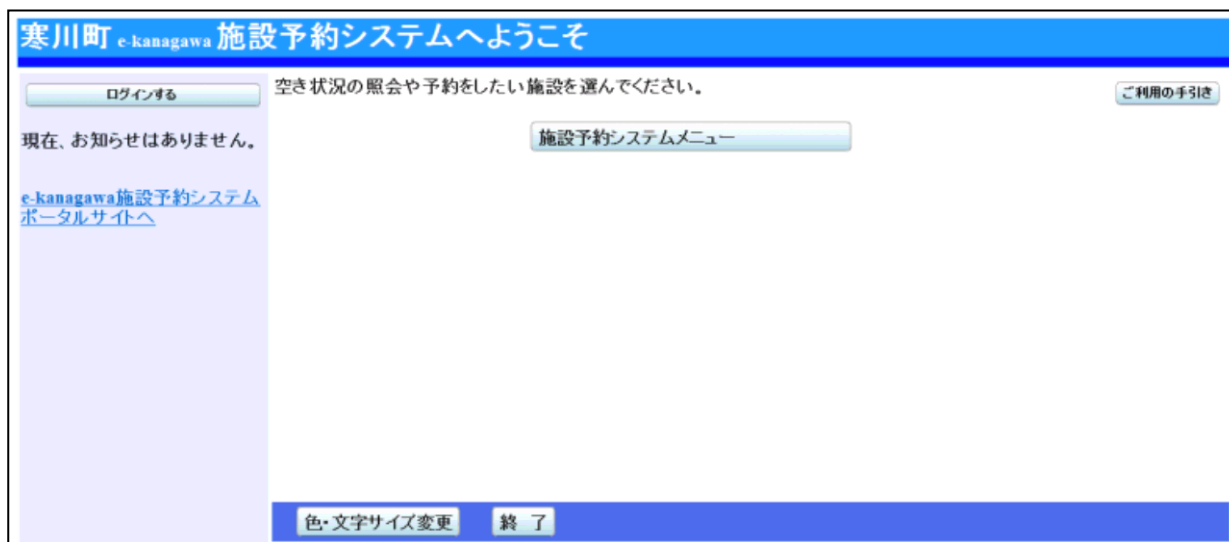 寒川町 e-kanagawa 施設予約システムへようこそ
ログインする
現在、お知らせはありません。
e-kanagawa施設予約システム
ポータルサイトへ
空き状況の照会や予約をしたい施設を選んでください。
ご利用の手引き
施設予約システムメニュー
色・文字サイズ変更
終 了